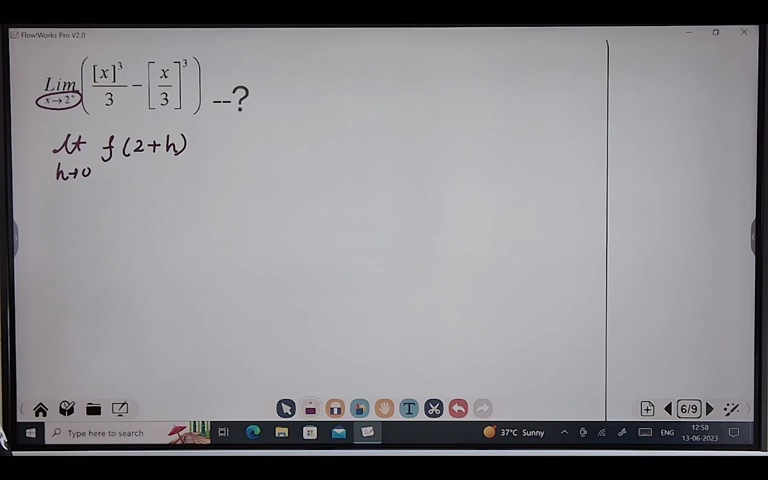 FlowWorks Pro V2.0
Lim x→2⁺ ([x]³/3 − [x/3]³) --?
lt h→0 f(2+h)
6/9
Type here to search
37°C Sunny
ENG
12:58
13-06-2023